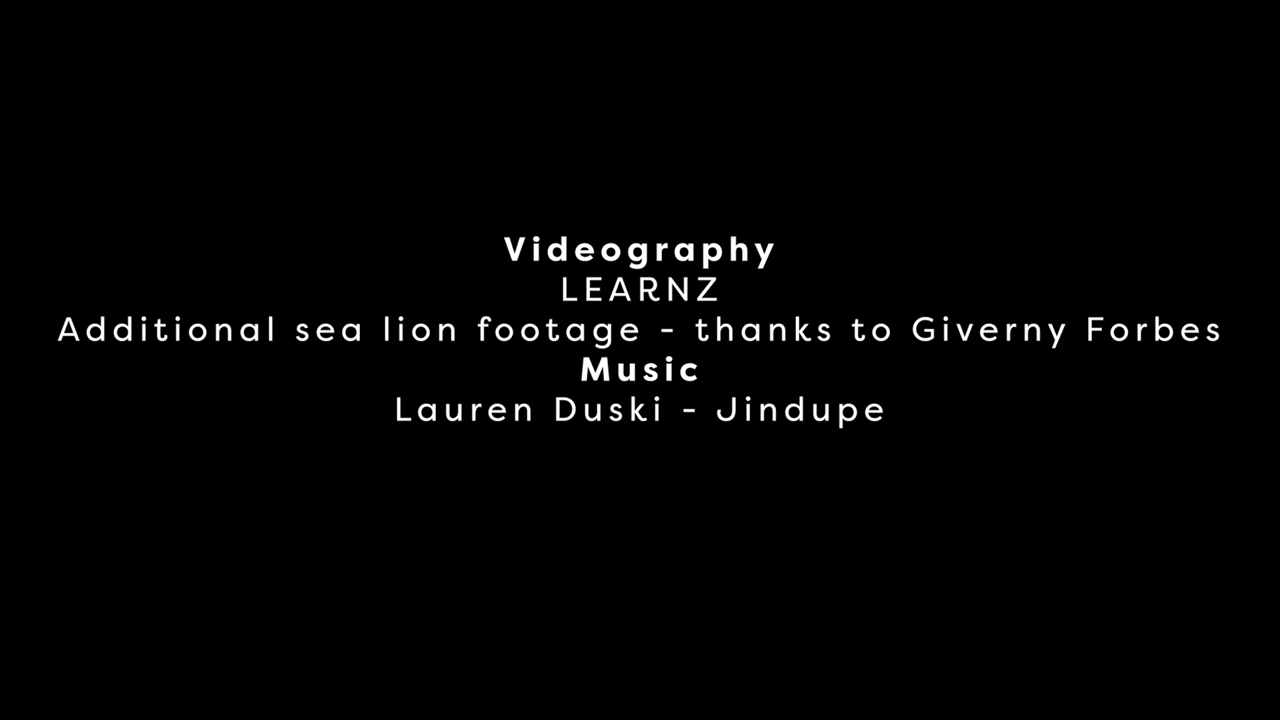 Videography
LEARNZ
Additional sea lion footage - thanks to Giverny Forbes
Music
Lauren Duski - Jindupe